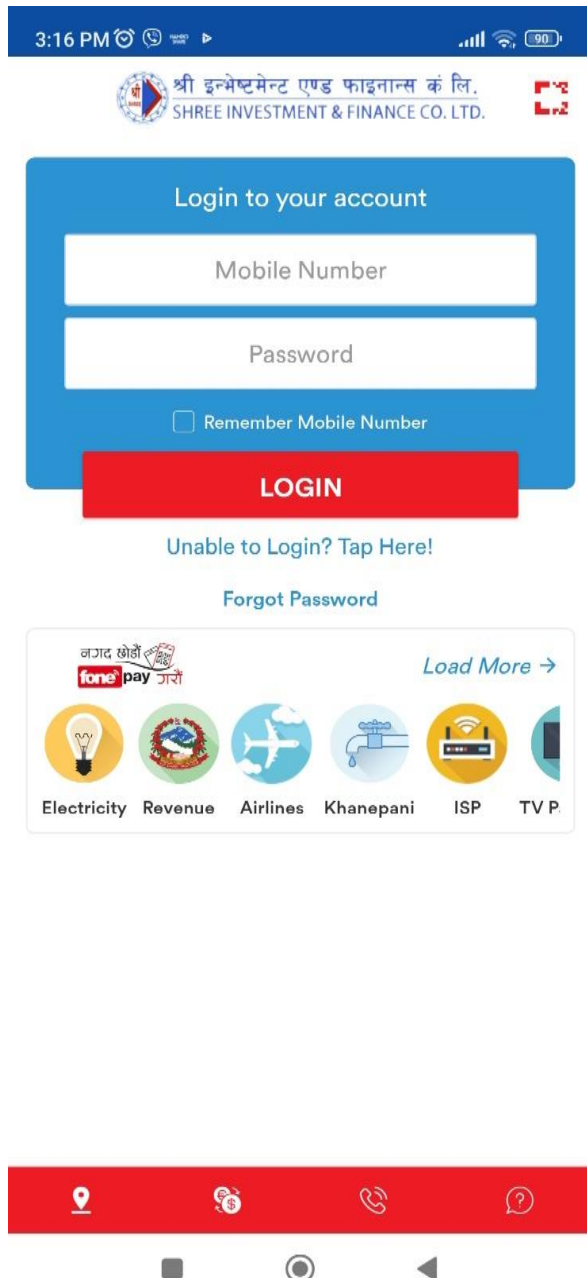 3:16 PM
90
श्री इन्भेष्टमेन्ट एण्ड फाइनान्स कं लि.
SHREE INVESTMENT & FINANCE CO. LTD.
Login to your account
Mobile Number
Password
Remember Mobile Number
LOGIN
Unable to Login? Tap Here!
Forgot Password
नगद छोडौं
fonepay गरौं
Load More →
Electricity Revenue Airlines Khanepani ISP TV P